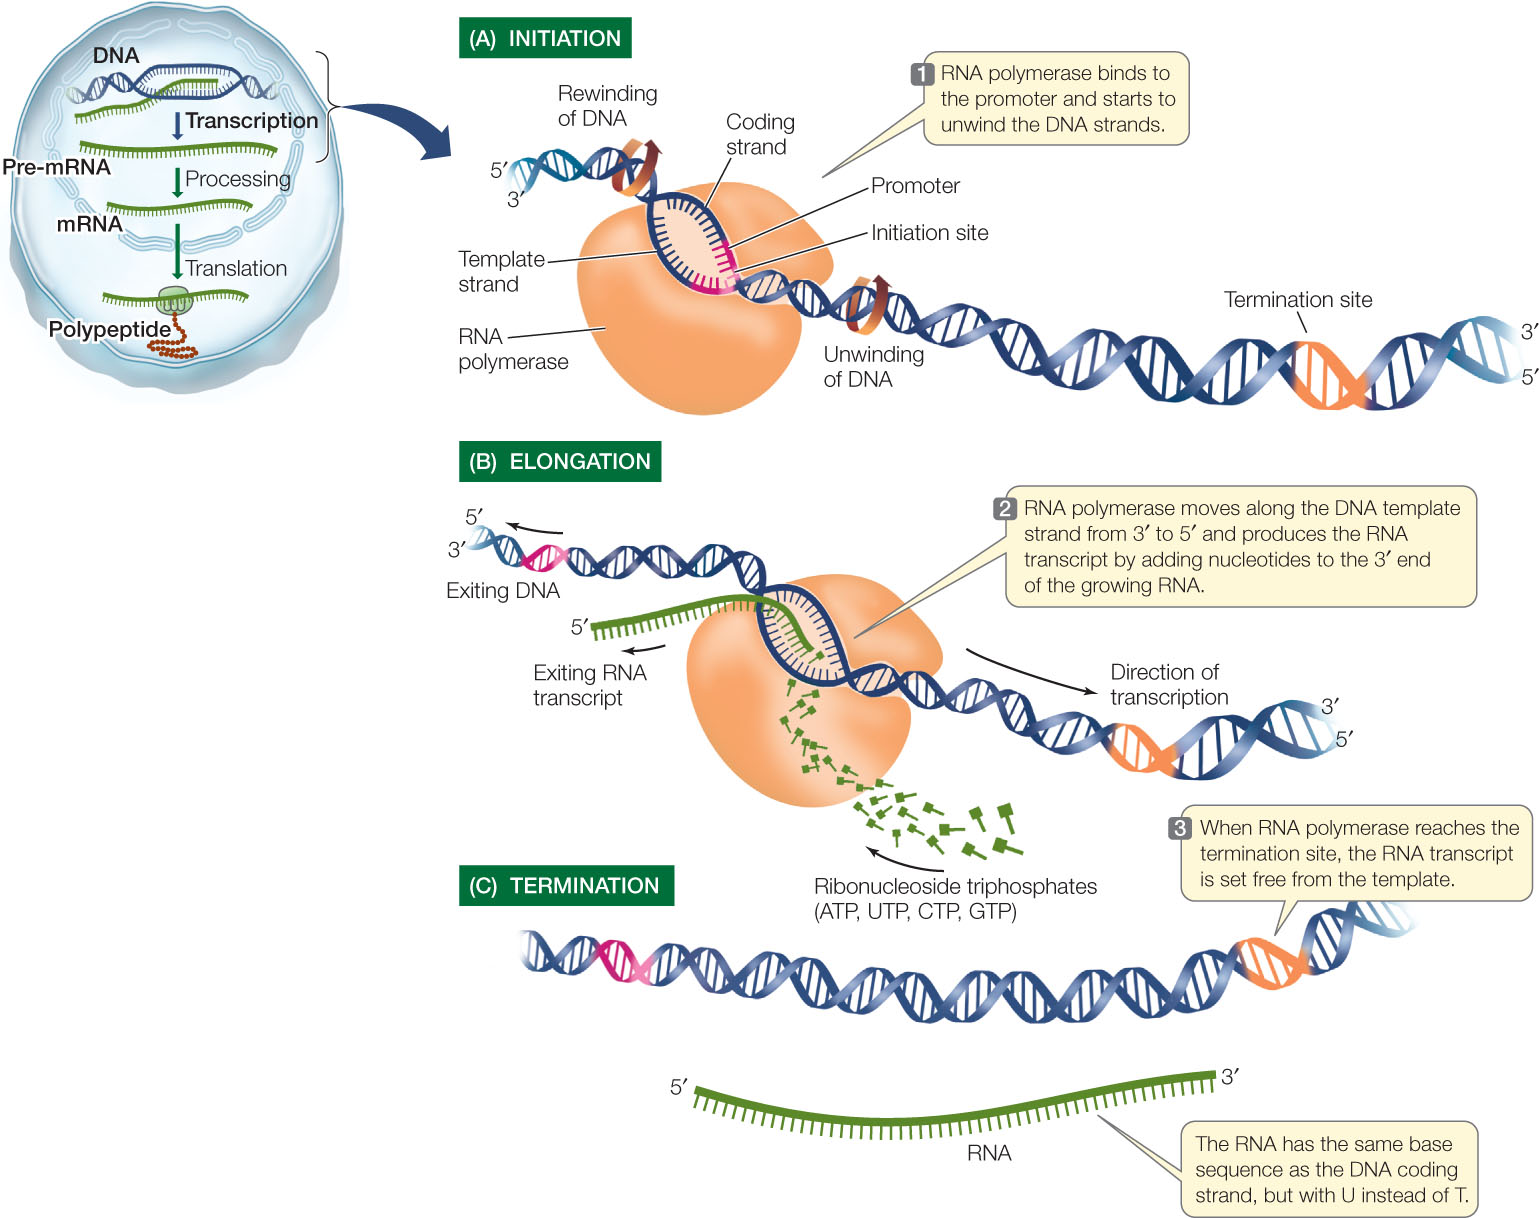 DNA
Transcription
Pre-mRNA
Processing
mRNA
Translation
Polypeptide
(A) INITIATION
1 RNA polymerase binds to
the promoter and starts to
unwind the DNA strands.
Rewinding
of DNA
Coding
strand
5′
3′
Promoter
Initiation site
Template
strand
RNA
polymerase
Unwinding
of DNA
Termination site
3′
5′
(B) ELONGATION
2 RNA polymerase moves along the DNA template
strand from 3′ to 5′ and produces the RNA
transcript by adding nucleotides to the 3′ end
of the growing RNA.
5′
3′
Exiting DNA
5′
Exiting RNA
transcript
Direction of
transcription
3′
5′
Ribonucleoside triphosphates
(ATP, UTP, CTP, GTP)
(C) TERMINATION
3 When RNA polymerase reaches the
termination site, the RNA transcript
is set free from the template.
5′
3′
RNA
The RNA has the same base
sequence as the DNA coding
strand, but with U instead of T.